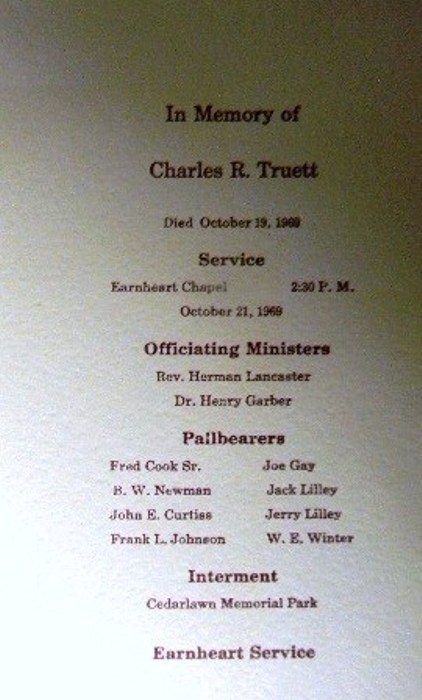 In Memory of
Charles R. Truett
Died October 19, 1969
Service
Earnheart Chapel 2:30 P. M.
October 21, 1969
Officiating Ministers
Rev. Herman Lancaster
Dr. Henry Garber
Pallbearers
Fred Cook Sr. Joe Gay
B. W. Newman Jack Lilley
John E. Curtiss Jerry Lilley
Frank L. Johnson W. E. Winter
Interment
Cedarlawn Memorial Park
Earnheart Service